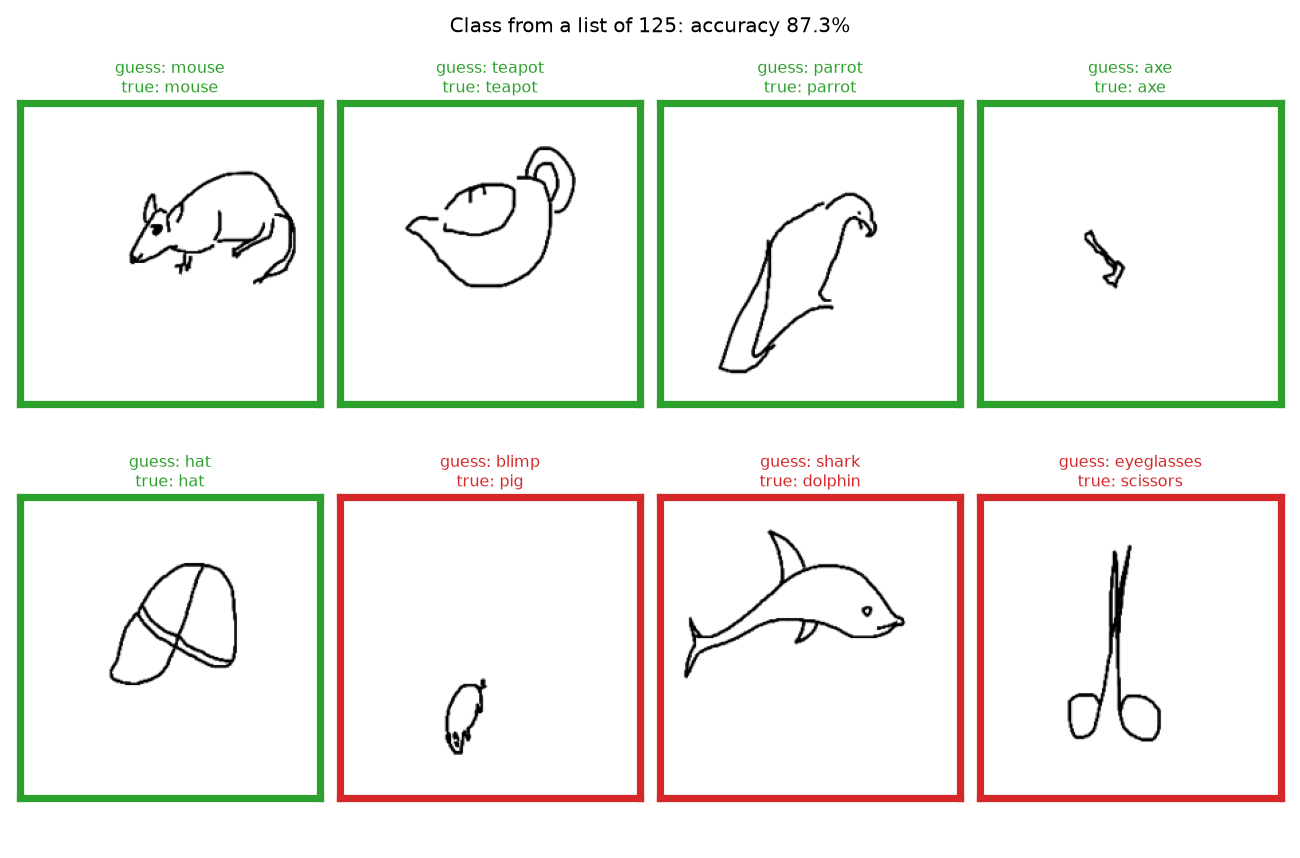 Class from a list of 125: accuracy 87.3%
guess: mouse
true: mouse
guess: teapot
true: teapot
guess: parrot
true: parrot
guess: axe
true: axe
guess: hat
true: hat
guess: blimp
true: pig
guess: shark
true: dolphin
guess: eyeglasses
true: scissors